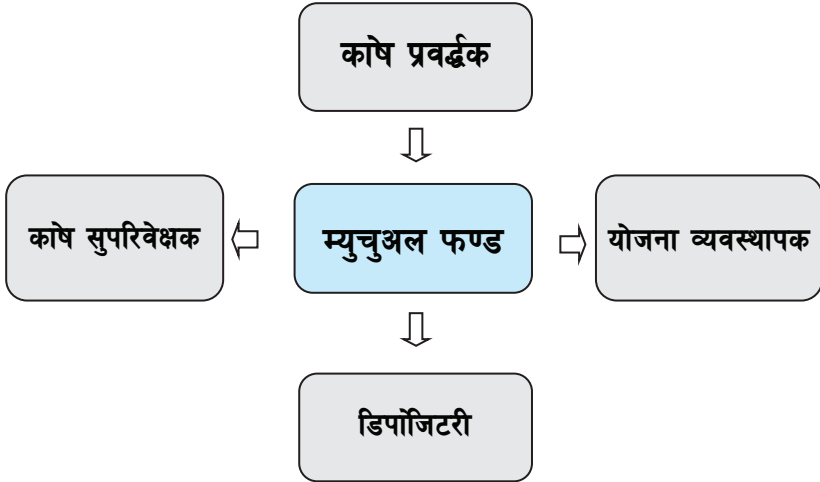 काषे प्रवर्द्धक
काषे सुपरिवेक्षक
म्युचुअल फण्ड
योजना व्यवस्थापक
डिपाॅजिटरी